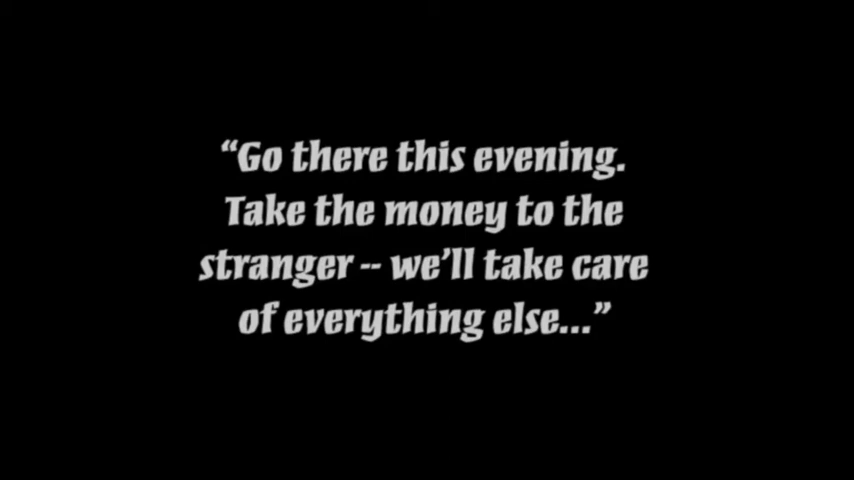 “Go there this evening.
Take the money to the
stranger -- we’ll take care
of everything else...”